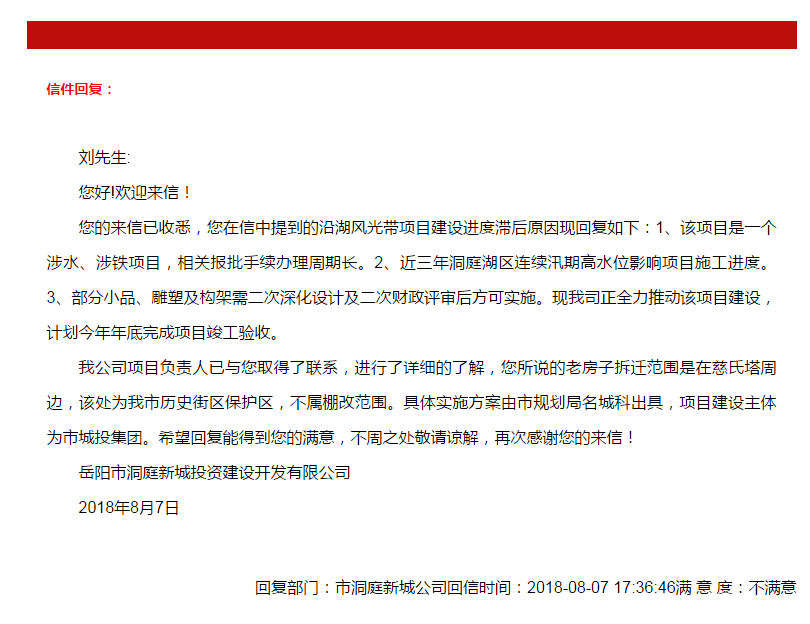 信件回复：
刘先生:
您好!欢迎来信！
您的来信已收悉，您在信中提到的沿湖风光带项目建设进度滞后原因现回复如下：1、该项目是一个
涉水、涉铁项目，相关报批手续办理周期长。2、近三年洞庭湖区连续汛期高水位影响项目施工进度。
3、部分小品、雕塑及构架需二次深化设计及二次财政评审后方可实施。现我司正全力推动该项目建设，
计划今年年底完成项目竣工验收。
我公司项目负责人已与您取得了联系，进行了详细的了解，您所说的老房子拆迁范围是在慈氏塔周
边，该处为我市历史街区保护区，不属棚改范围。具体实施方案由市规划局名城科出具，项目建设主体
为市城投集团。希望回复能得到您的满意，不周之处敬请谅解，再次感谢您的来信！
岳阳市洞庭新城投资建设开发有限公司
2018年8月7日
回复部门：市洞庭新城公司回信时间：2018-08-07 17:36:46满 意 度：不满意